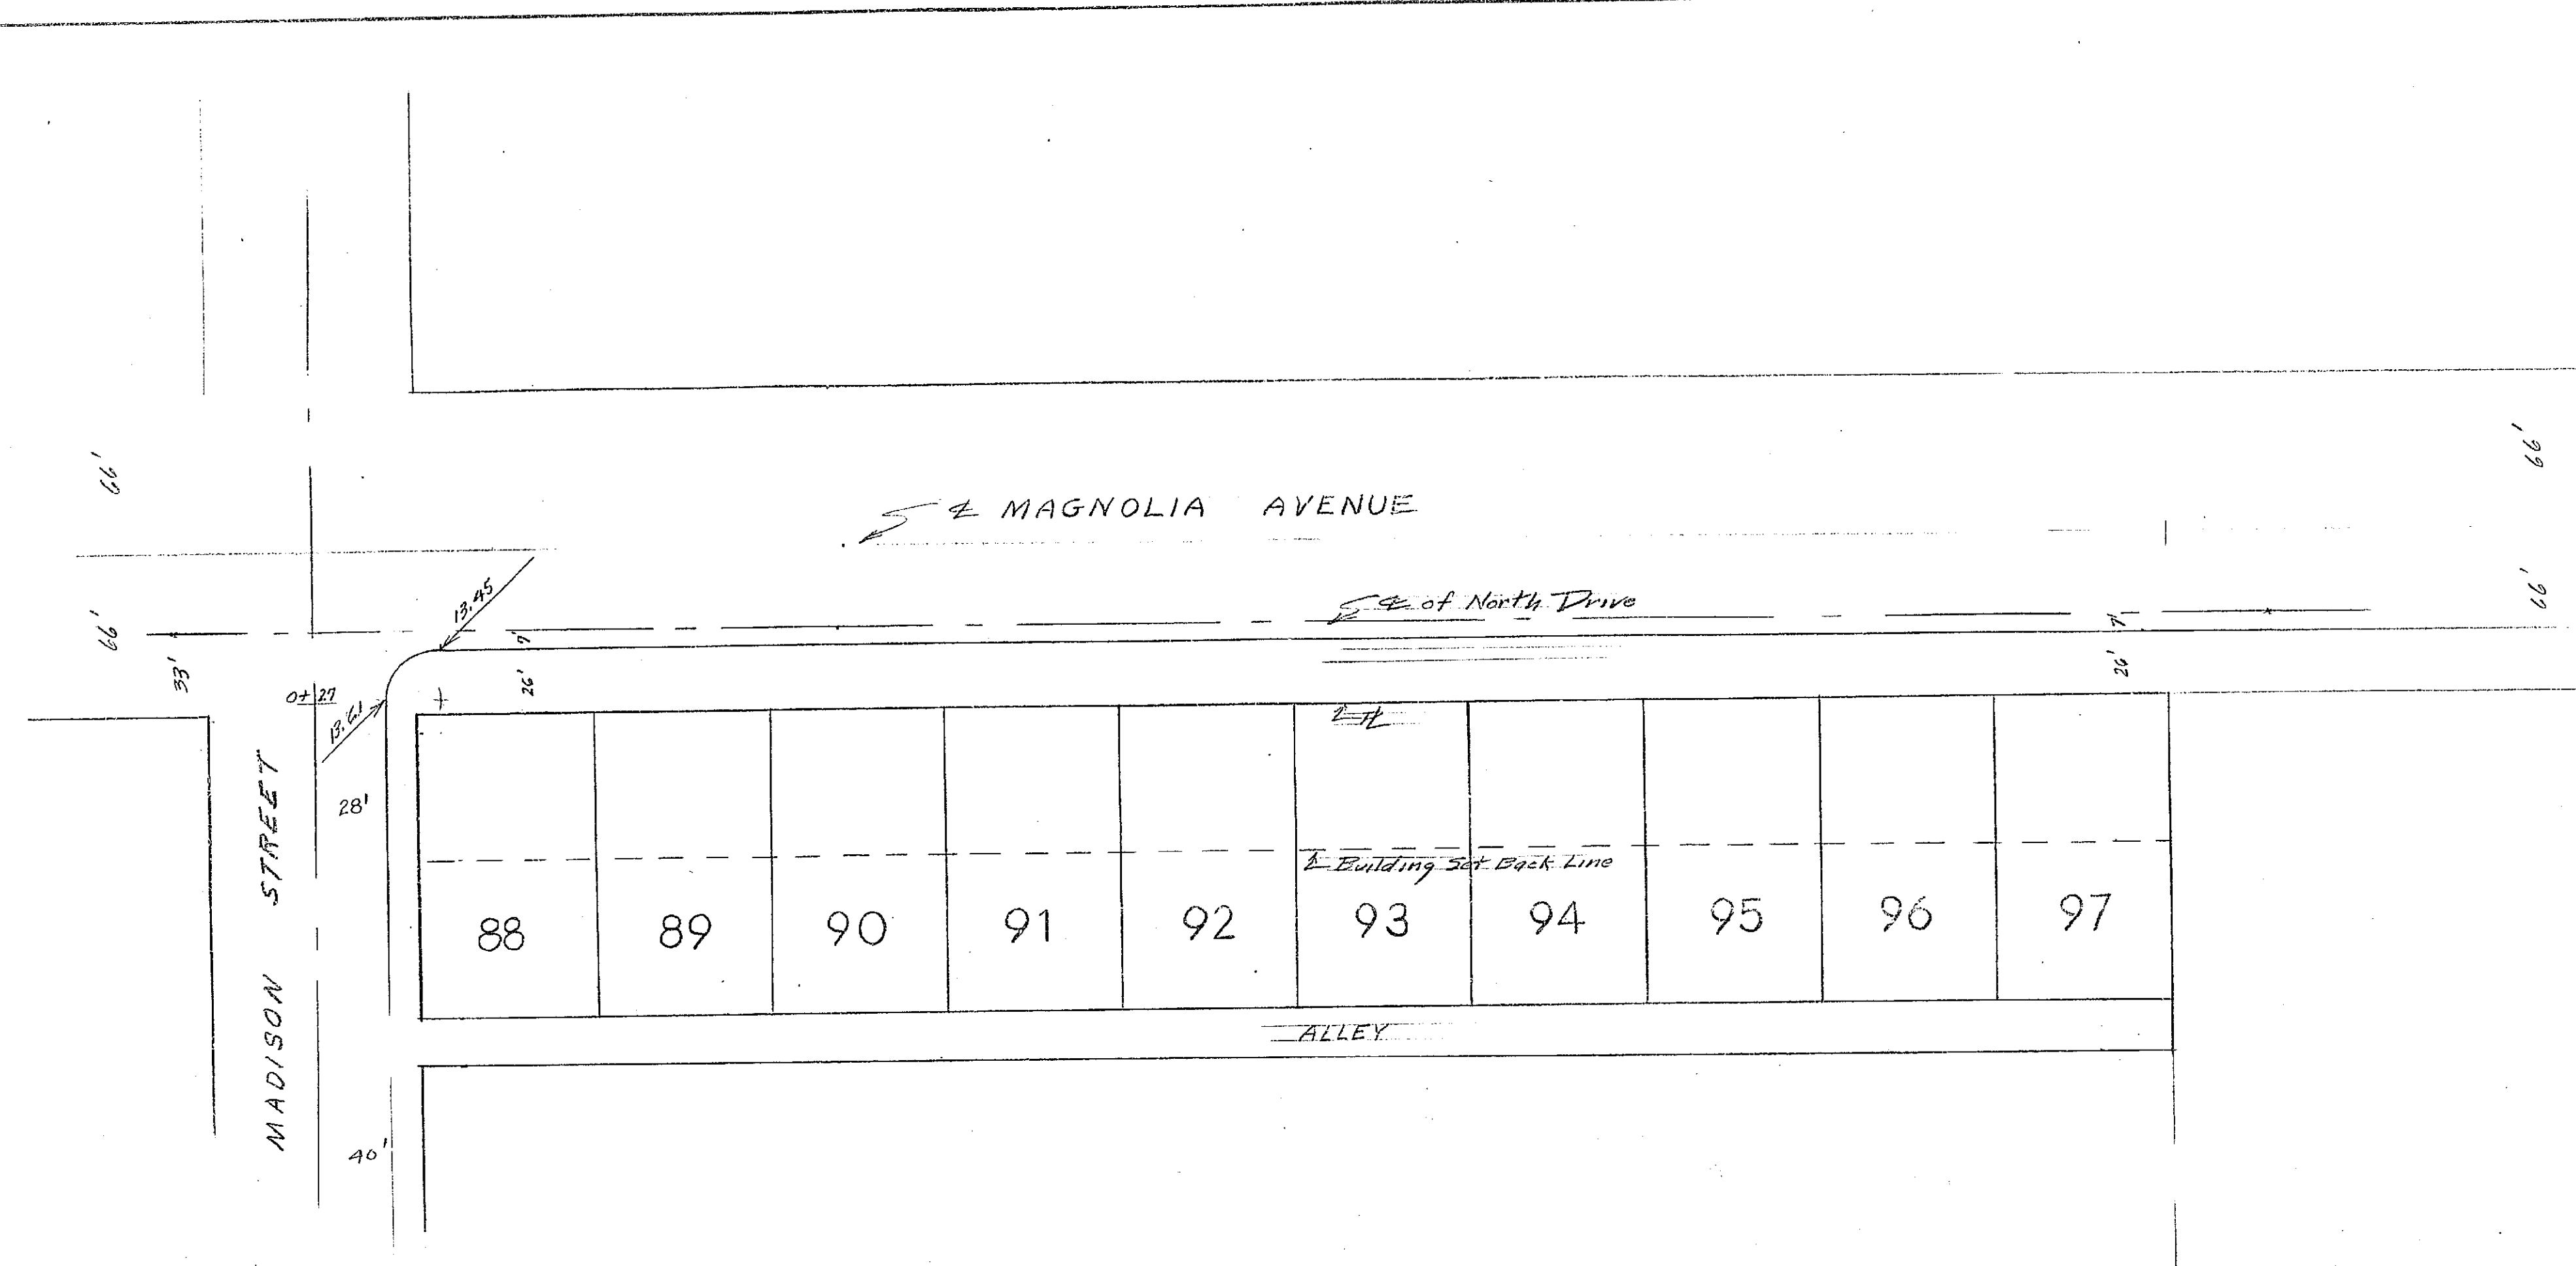 66'
66'
℄ MAGNOLIA AVENUE
13.45
℄ of North Drive
66'
66'
33'
7'
7'
26'
26'
0+27
13.61
℄
28'
MADISON STREET
Building Set Back Line
88 89 90 91 92 93 94 95 96 97
ALLEY
40'